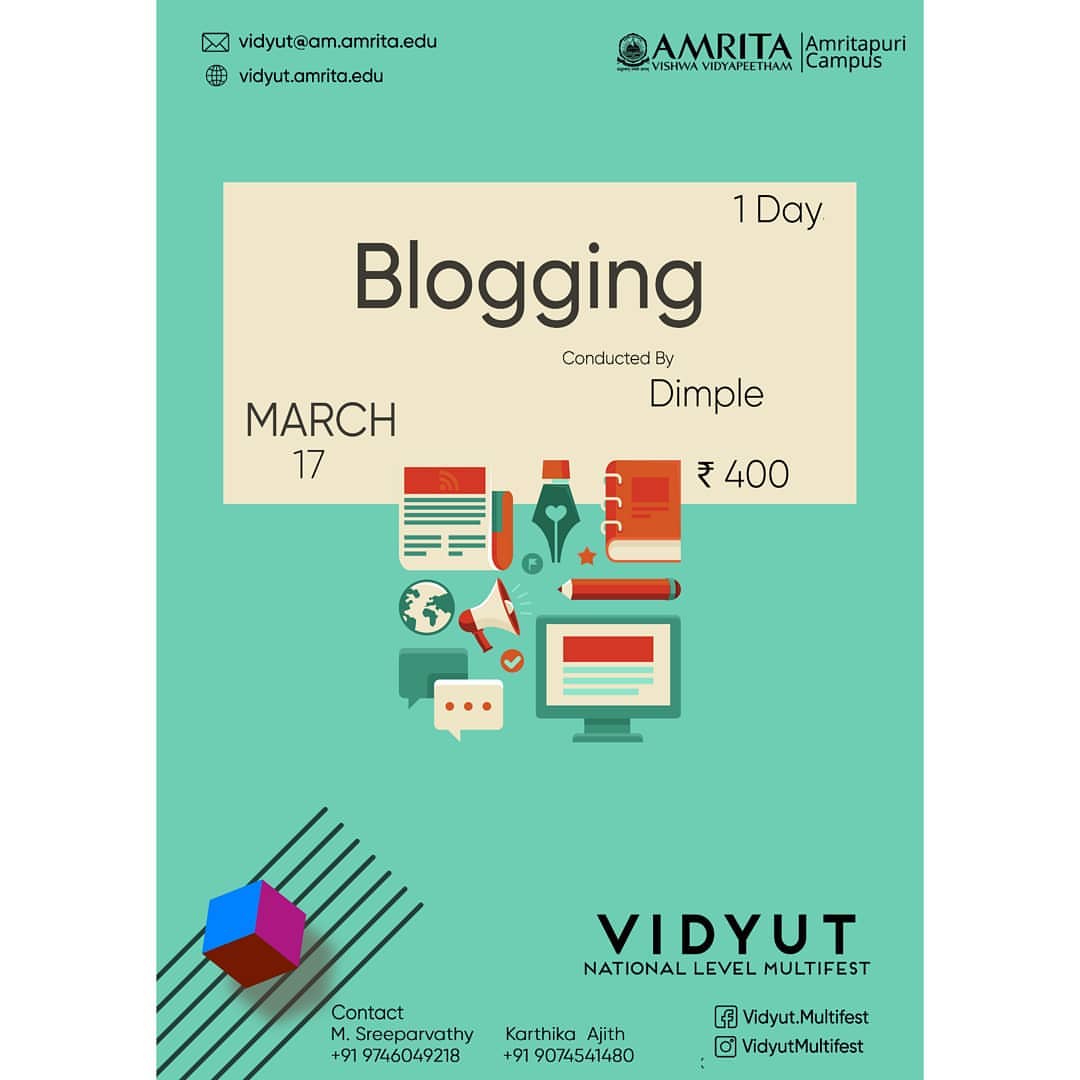 vidyut@am.amrita.edu
vidyut.amrita.edu
AMRITA
VISHWA VIDYAPEETHAM
Amritapuri
Campus
1 Day
Blogging
Conducted By
Dimple
MARCH
17
₹ 400
VIDYUT
NATIONAL LEVEL MULTIFEST
Contact
M. Sreeparvathy
+91 9746049218
Karthika Ajith
+91 9074541480
Vidyut.Multifest
VidyutMultifest